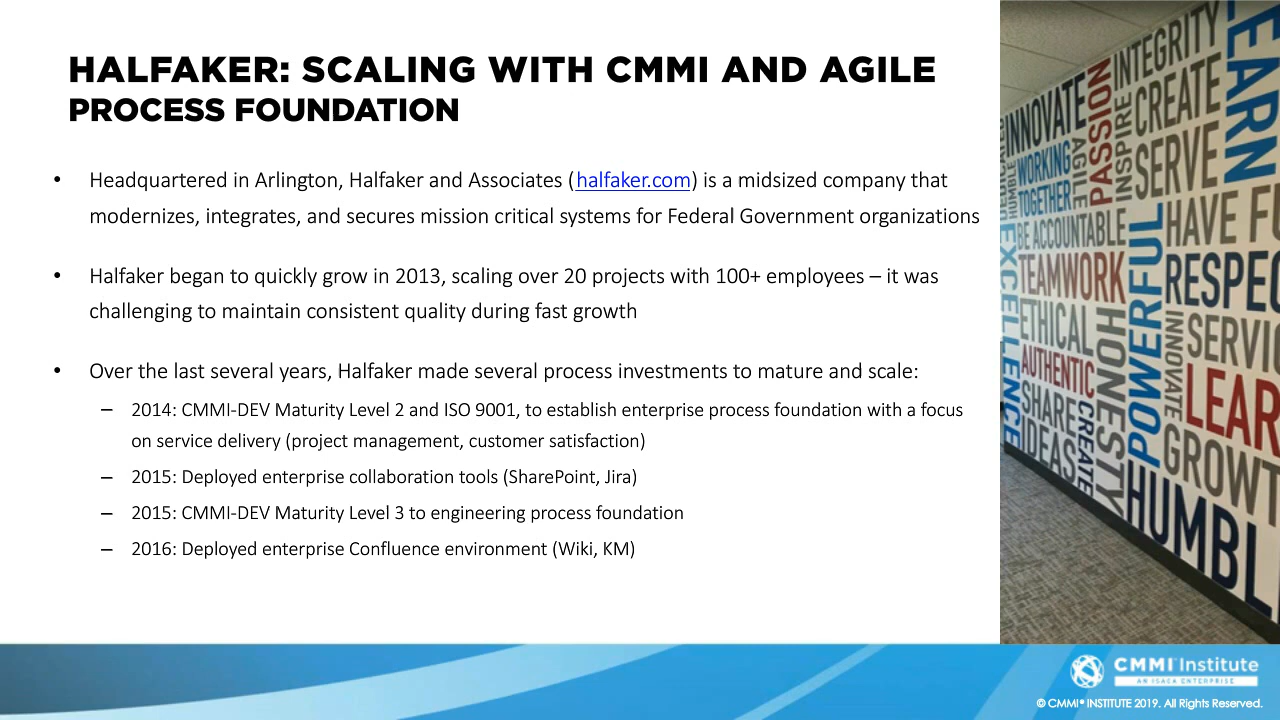 HALFAKER: SCALING WITH CMMI AND AGILE
PROCESS FOUNDATION
• Headquartered in Arlington, Halfaker and Associates (halfaker.com) is a midsized company that
modernizes, integrates, and secures mission critical systems for Federal Government organizations
• Halfaker began to quickly grow in 2013, scaling over 20 projects with 100+ employees – it was
challenging to maintain consistent quality during fast growth
• Over the last several years, Halfaker made several process investments to mature and scale:
– 2014: CMMI-DEV Maturity Level 2 and ISO 9001, to establish enterprise process foundation with a focus
on service delivery (project management, customer satisfaction)
– 2015: Deployed enterprise collaboration tools (SharePoint, Jira)
– 2015: CMMI-DEV Maturity Level 3 to engineering process foundation
– 2016: Deployed enterprise Confluence environment (Wiki, KM)
INNOVATE
PASSION
INTEGRITY
LEARN
WORKING
TOGETHER
HUMBLE
AGILE
INSPIRE
CREATE
SERVE
BE ACCOUNTABLE
HAVE FU
EXCELLENCE
TEAMWORK
POWERFUL
RESPEC
ETHICAL
HONESTY
INNOVATE
SERVIC
AUTHENTIC
LEAR
SHARE
IDEAS
CREATE
GROWT
HUMBL
CMMI Institute
AN ISACA ENTERPRISE
© CMMI® INSTITUTE 2019. All Rights Reserved.